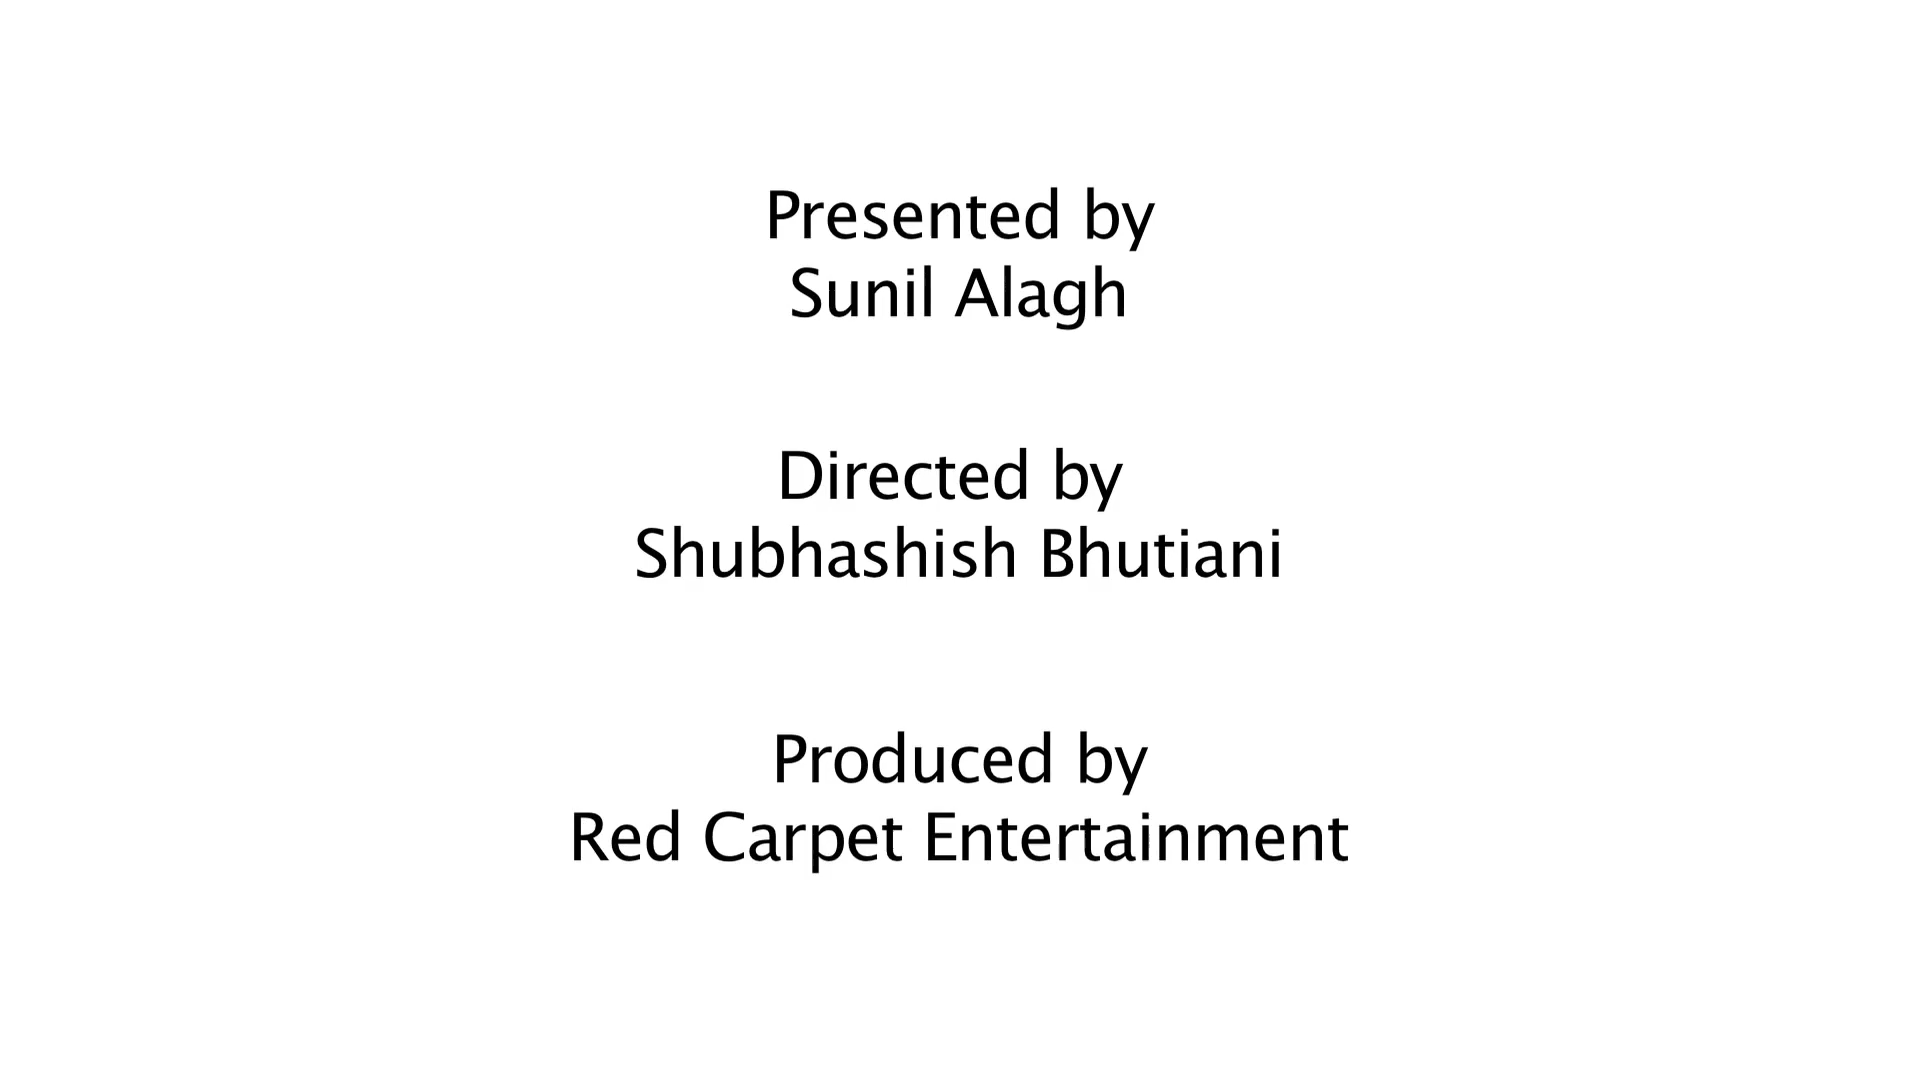 Presented by
Sunil Alagh
Directed by
Shubhashish Bhutiani
Produced by
Red Carpet Entertainment